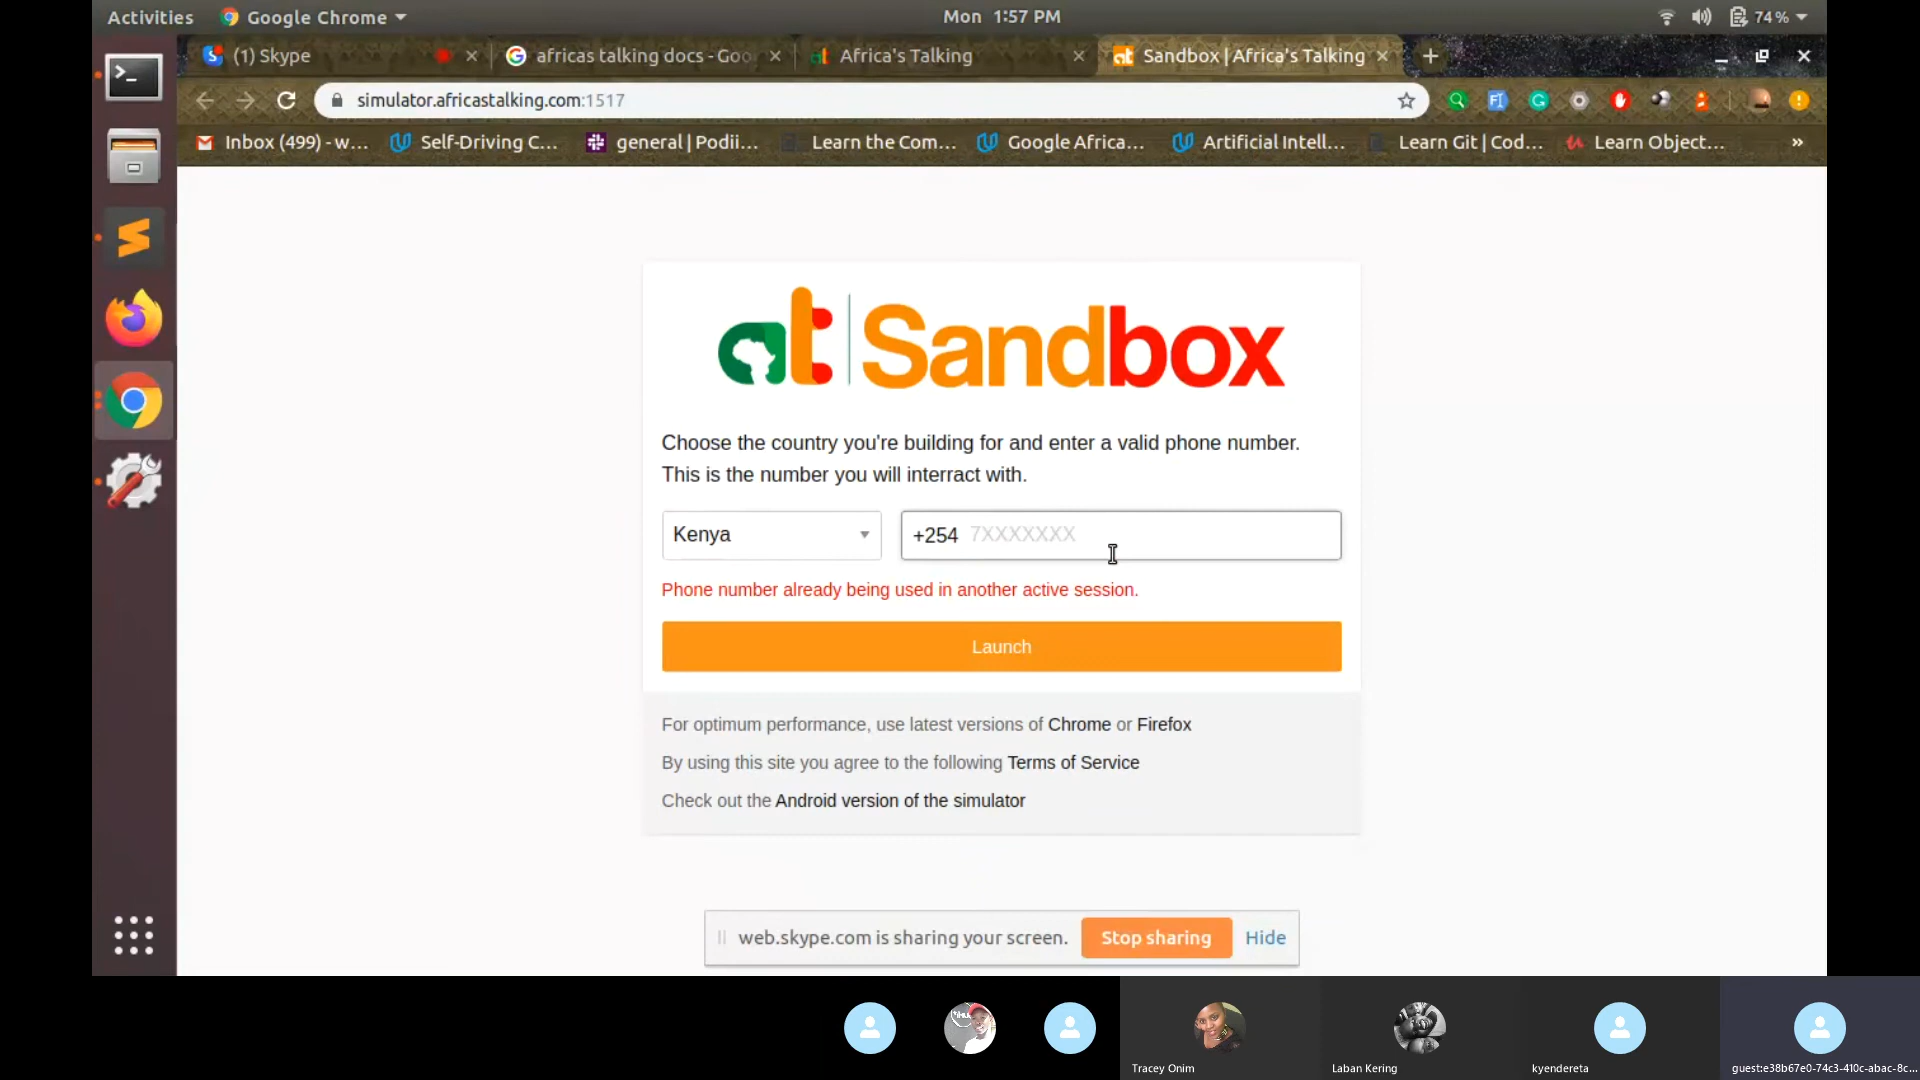 Activities Google Chrome Mon 1:57 PM 74%
(1) Skype africas talking docs - Goo Africa's Talking Sandbox | Africa's Talking
simulator.africastalking.com:1517
Inbox (499) - w... Self-Driving C... general | Podii... Learn the Com... Google Africa... Artificial Intell... Learn Git | Cod... Learn Object... »
at Sandbox
Choose the country you're building for and enter a valid phone number.
This is the number you will interract with.
Kenya +254 7XXXXXXX
Phone number already being used in another active session.
Launch
For optimum performance, use latest versions of Chrome or Firefox
By using this site you agree to the following Terms of Service
Check out the Android version of the simulator
web.skype.com is sharing your screen. Stop sharing Hide
Tracey Onim Laban Kering kyendereta guest:e38b67e0-74c3-410c-abac-8c...